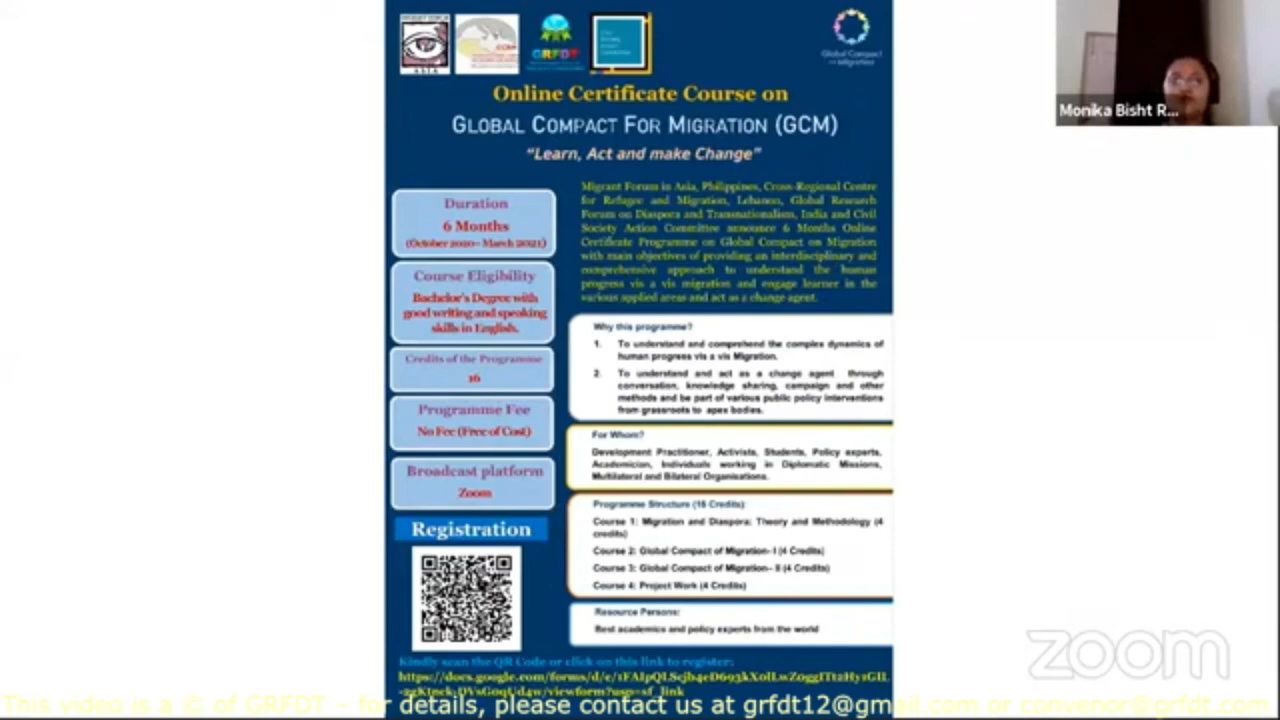 ASIA
GRFDT
Global Compact
for Migration
Online Certificate Course on
GLOBAL COMPACT FOR MIGRATION (GCM)
“Learn, Act and make Change”
Monika Bisht R...
Duration
6 Months
(October 2020- March 2021)
Course Eligibility
Bachelor's Degree with
good writing and speaking
skills in English.
Credits of the Programme
16
Programme Fee
No Fee (Free of Cost)
Broadcast platform
Zoom
Registration
Migrant Forum in Asia, Philippines, Cross-Regional Centre
for Refugee and Migration, Lebanon, Global Research
Forum on Diaspora and Transnationalism, India and Civil
Society Action Committee announce 6 Months Online
Certificate Programme on Global Compact on Migration
with main objectives of providing an interdisciplinary and
comprehensive approach to understand the human
progress vis a vis migration and engage learner in the
various applied areas and act as a change agent.
Why this programme?
1. To understand and comprehend the complex dynamics of
human progress vis a vis Migration.
2. To understand and act as a change agent through
conversation, knowledge sharing, campaign and other
methods and be part of various public policy interventions
from grassroots to apex bodies.
For Whom?
Development Practitioner, Activists, Students, Policy experts,
Academician, Individuals working in Diplomatic Missions,
Multilateral and Bilateral Organisations.
Programme Structure (16 Credits)
Course 1: Migration and Diaspora: Theory and Methodology (4
credits)
Course 2: Global Compact of Migration- I (4 Credits)
Course 3: Global Compact of Migration- II (4 Credits)
Course 4: Project Work (4 Credits)
Resource Persons:
Best academics and policy experts from the world
Kindly scan the QR Code or click on this link to register:
zoom
This video is a of GRFDT – for details, please contact us at grfdt12@gmail.com or convenor@grfdt.com